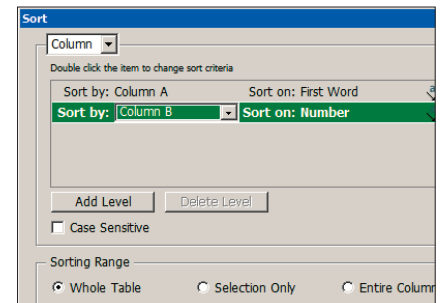 Sort
Column
Double click the item to change sort criteria
Sort by: Column A Sort on: First Word
Sort by: Column B Sort on: Number
Add Level Delete Level
Case Sensitive
Sorting Range
Whole Table Selection Only Entire Column